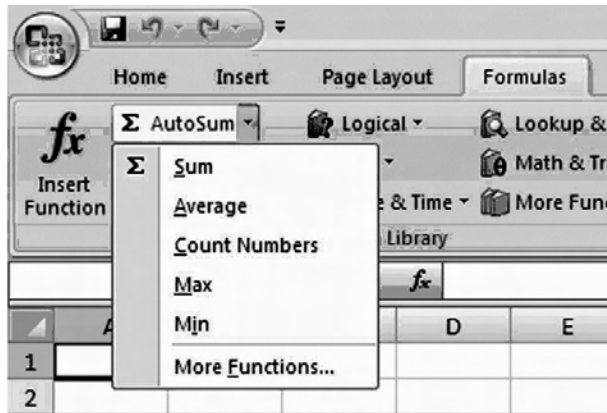 Home Insert Page Layout Formulas
Σ AutoSum Logical Lookup &
Insert Function
fx
Σ Sum
Average
Count Numbers
Max
Min
More Functions...
Math & Tr
& Time More Fun
Library
fx
D E
1
2